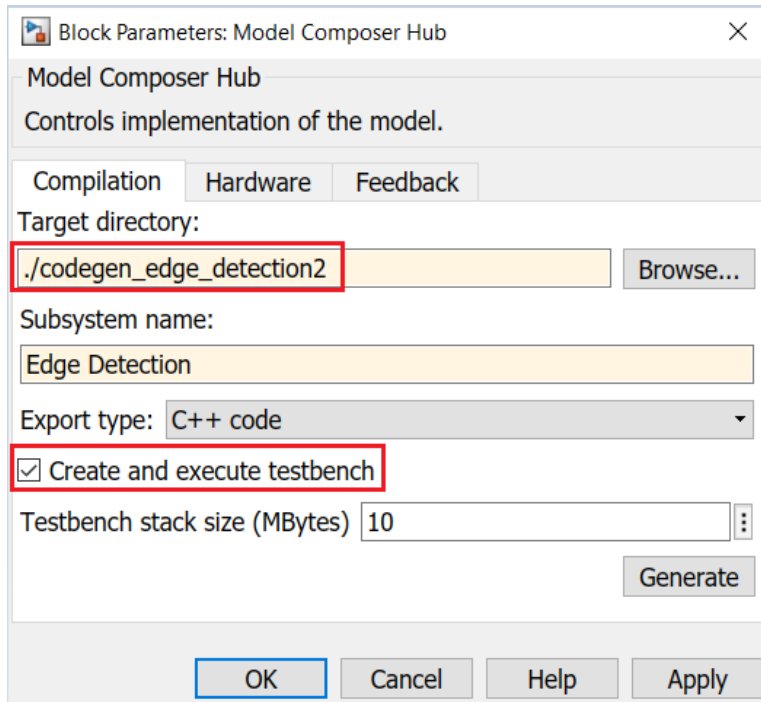 Block Parameters: Model Composer Hub
Model Composer Hub
Controls implementation of the model.
Compilation Hardware Feedback
Target directory:
./codegen_edge_detection2 Browse...
Subsystem name:
Edge Detection
Export type: C++ code
Create and execute testbench
Testbench stack size (MBytes) 10
Generate
OK Cancel Help Apply